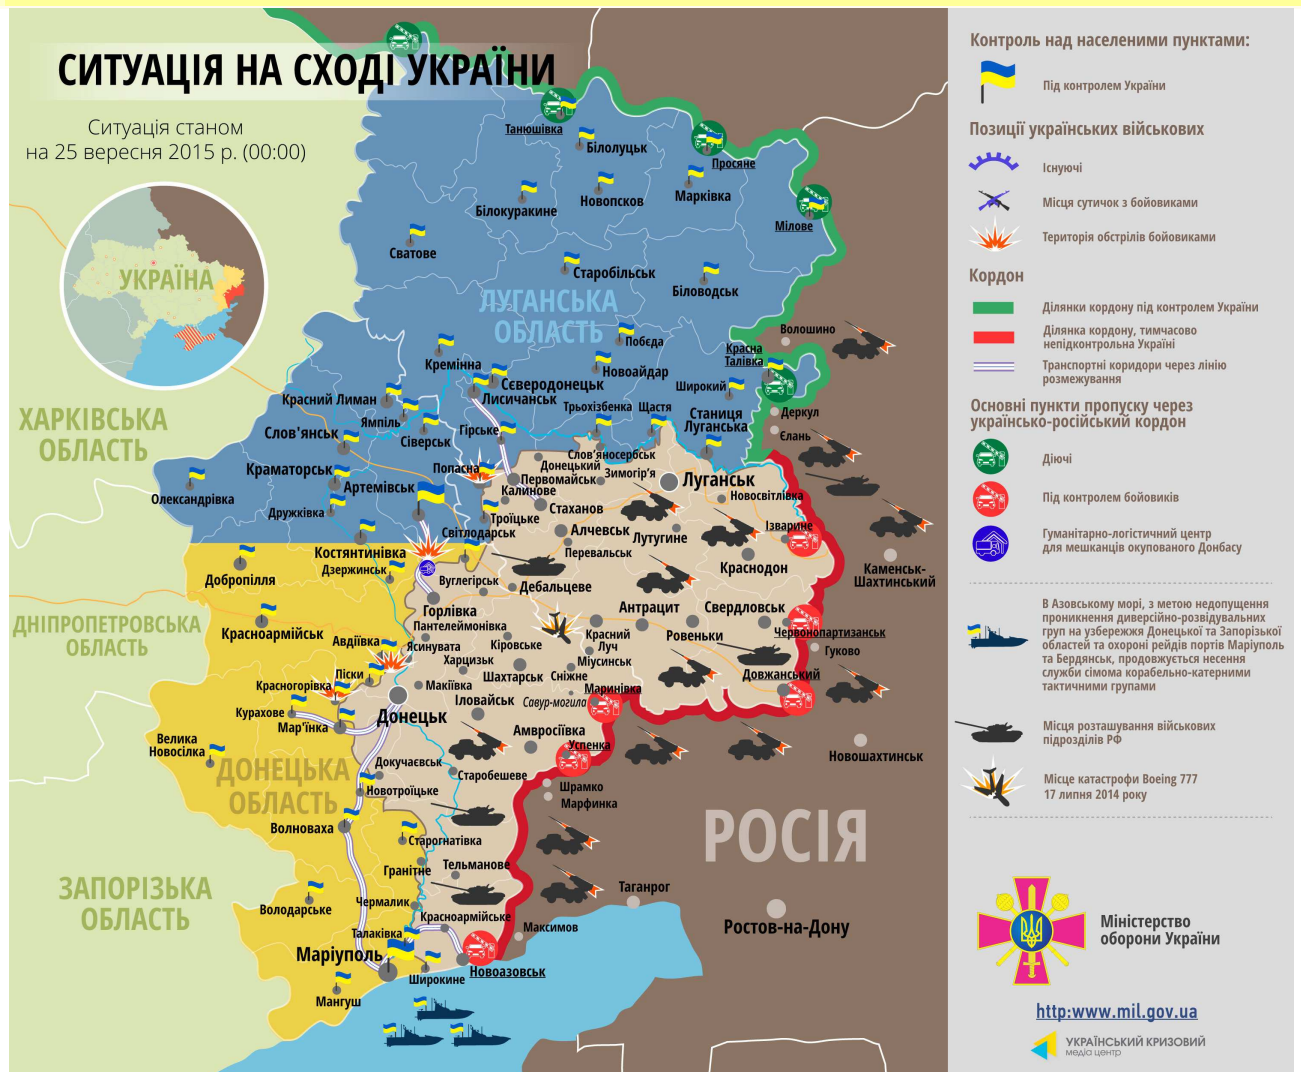 СИТУАЦІЯ НА СХОДІ УКРАЇНИ
Ситуація станом
на 25 вересня 2015 р. (00:00)
УКРАЇНА
ХАРКІВСЬКА
ОБЛАСТЬ
ДНІПРОПЕТРОВСЬКА
ОБЛАСТЬ
ЗАПОРІЗЬКА
ОБЛАСТЬ
ЛУГАНСЬКА
ОБЛАСТЬ
ДОНЕЦЬКА
ОБЛАСТЬ
РОСІЯ
Танюшівка
Білолуцьк
Просяне
Білокуракине
Новопсков
Марківка
Мілове
Сватове
Старобільськ
Біловодськ
Волошино
Побєда
Красна
Талівка
Кремінна
Новоайдар
Сєверодонецьк
Широкий
Лисичанськ
Красний Лиман
Трьохізбенка
Щастя
Станиця
Луганська
Деркул
Ямпіль
Слов'янськ
Сіверськ
Гірське
Єлань
Слов'яносербськ
Краматорськ
Попасна
Донецький
Зимогір'я
Первомайськ
Луганськ
Олександрівка
Артемівськ
Калинове
Новосвітлівка
Дружківка
Троїцьке
Стаханов
Світлодарськ
Алчевськ
Лутугине
Ізварине
Костянтинівка
Перевальськ
Дзержинськ
Краснодон
Каменськ-
Шахтинський
Добропілля
Вуглегірськ
Дебальцеве
Горлівка
Антрацит
Свердловськ
Красноармійськ
Пантелеймонівка
Авдіївка
Ясинувата
Кіровське
Красний
Луч
Ровеньки
Червонопартизанськ
Гуково
Харцизьк
Міусинськ
Піски
Шахтарськ
Сніжне
Довжанський
Красногорівка
Макіївка
Маринівка
Курахове
Донецьк
Іловайськ
Савур-могила
Мар'їнка
Велика
Новосілка
Амвросіївка
Успенка
Новошахтинськ
Докучаєвськ
Старобешеве
Новотроїцьке
Шрамко
Марфинка
Волноваха
Старогнатівка
Гранітне
Тельманове
Таганрог
Володарське
Чермалик
Красноармійське
Ростов-на-Дону
Талаківка
Максимов
Маріуполь
Новоазовськ
Широкине
Мангуш
Контроль над населеними пунктами:
Під контролем України
Позиції українських військових
Існуючі
Місця сутичок з бойовиками
Територія обстрілів бойовиками
Кордон
Ділянки кордону під контролем України
Ділянка кордону, тимчасово
непідконтрольна Україні
Транспортні коридори через лінію
розмежування
Основні пункти пропуску через
українсько-російський кордон
Діючі
Під контролем бойовиків
Гуманітарно-логістичний центр
для мешканців окупованого Донбасу
В Азовському морі, з метою недопущення
проникнення диверсійно-розвідувальних
груп на узбережжя Донецької та Запорізької
областей та охороні рейдів портів Маріуполь
та Бердянськ, продовжується несення
служби сімома корабельно-катерними
тактичними групами
Місця розташування військових
підрозділів РФ
Місце катастрофи Boeing 777
17 липня 2014 року
Міністерство
оборони України
http:www.mil.gov.ua
УКРАЇНСЬКИЙ КРИЗОВИЙ
медіа центр